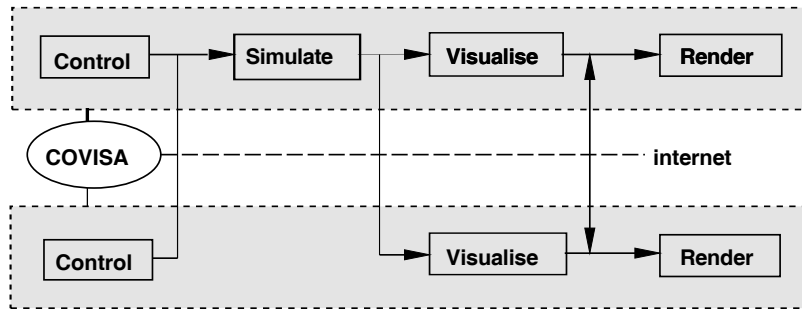 Control Simulate Visualise Render
COVISA internet
Control Visualise Render